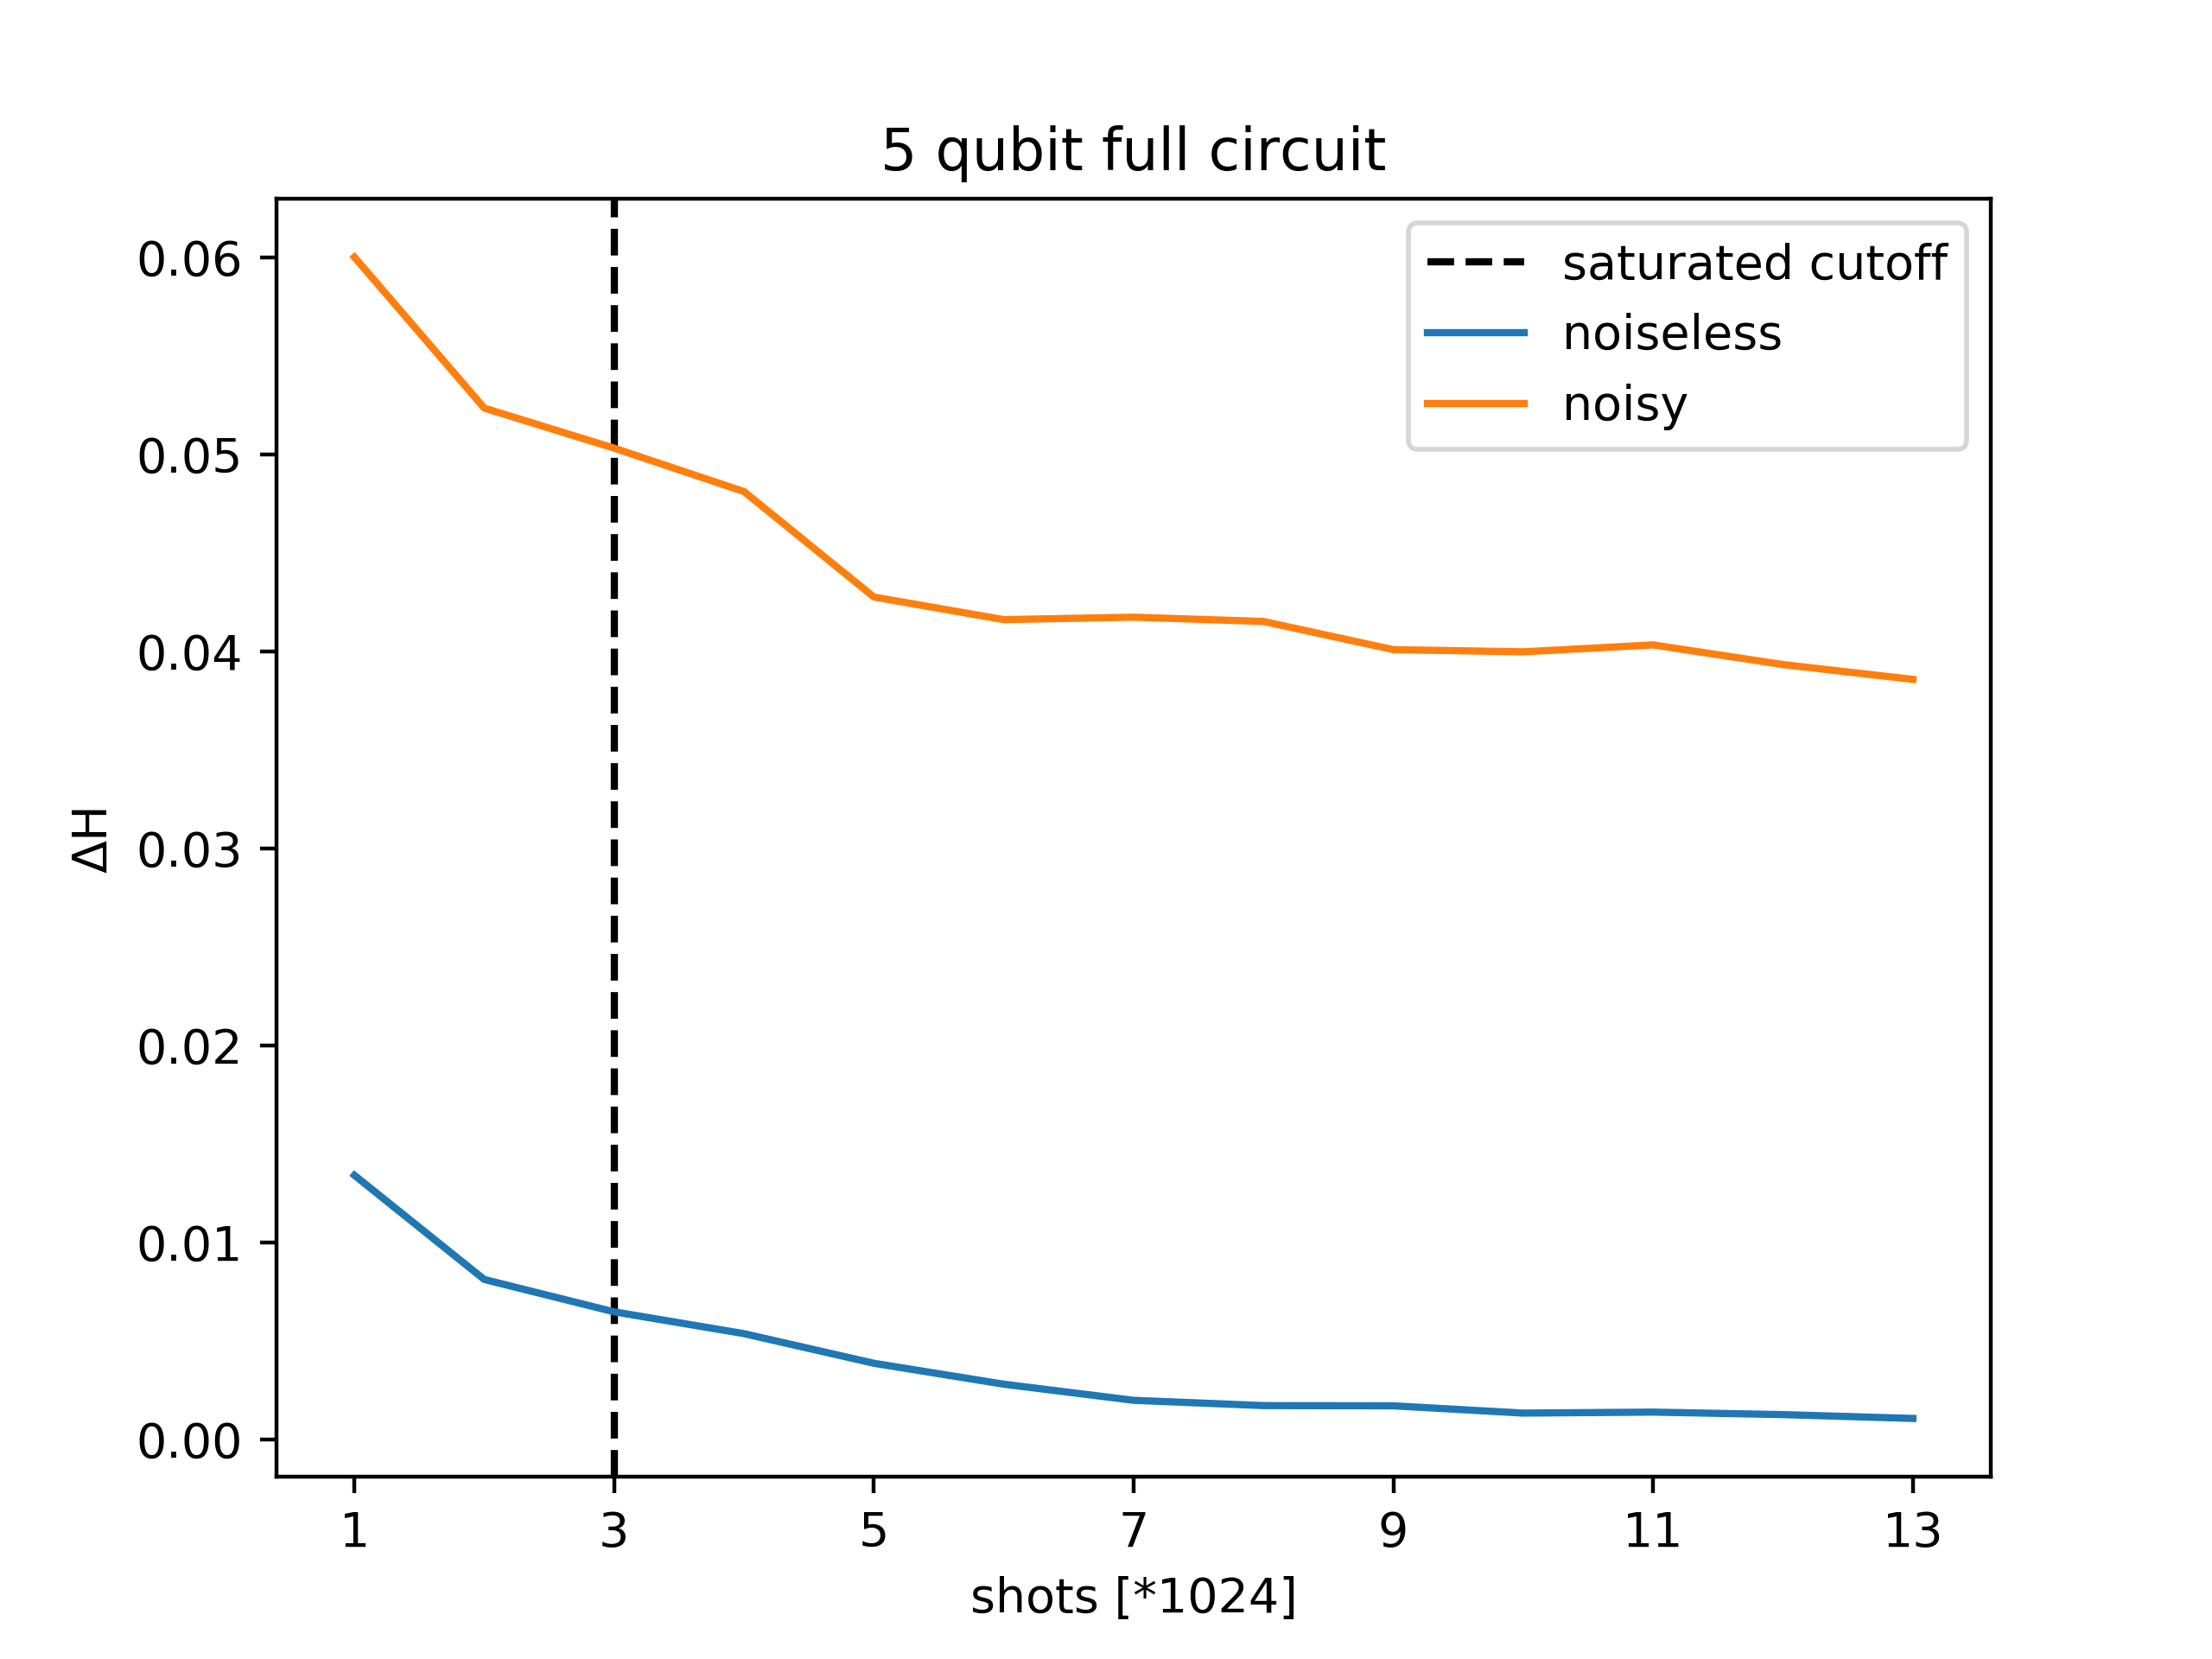 5 qubit full circuit
saturated cutoff
noiseless
noisy
0.06
0.05
0.04
0.03
0.02
0.01
0.00
ΔH
1 3 5 7 9 11 13
shots [*1024]